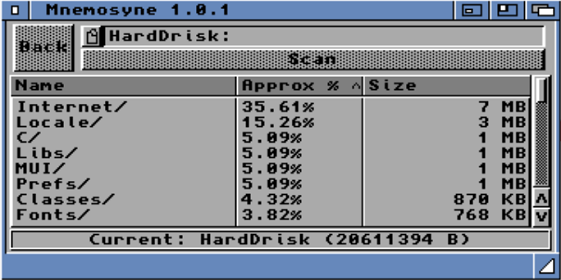 Mnemosyne 1.0.1
Back
HardDrisk:
Scan
Name Approx % ^ Size
Internet/ 35.61% 7 MB
Locale/ 15.26% 3 MB
C/ 5.09% 1 MB
Libs/ 5.09% 1 MB
MUI/ 5.09% 1 MB
Prefs/ 5.09% 1 MB
Classes/ 4.32% 870 KB
Fonts/ 3.82% 768 KB
Current: HardDrisk (20611394 B)